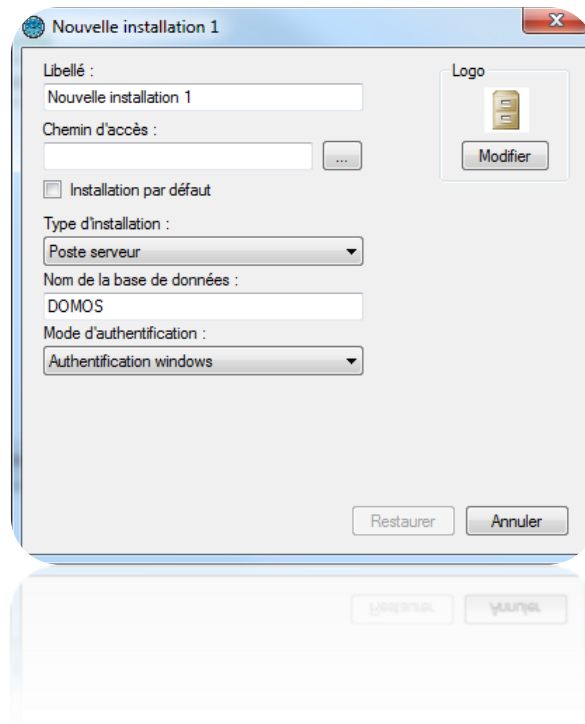 Nouvelle installation 1
Libellé :
Nouvelle installation 1
Logo
Chemin d'accès :
...
Modifier
Installation par défaut
Type d'installation :
Poste serveur
Nom de la base de données :
DOMOS
Mode d'authentification :
Authentification windows
Restaurer Annuler